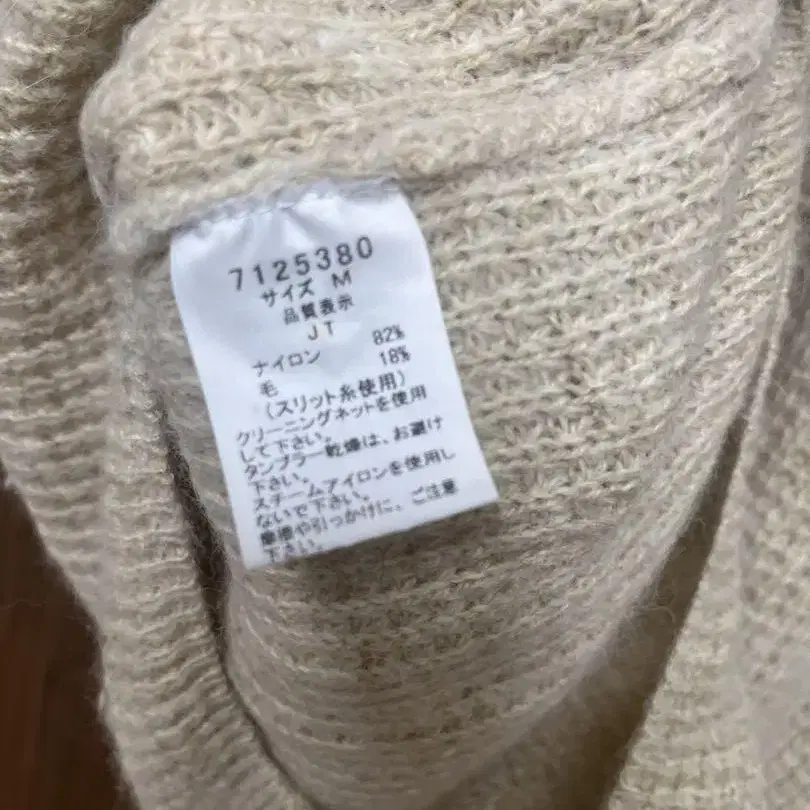 7125380
サイズ M
品質表示
JT
ナイロン 82%
毛 18%
(スリット糸使用)
クリーニングネットを使用
して下さい。
タンブラー乾燥は、お避け
下さい。
スチームアイロンを使用し
ないで下さい。
摩擦や引っかけに、ご注意
下さい。